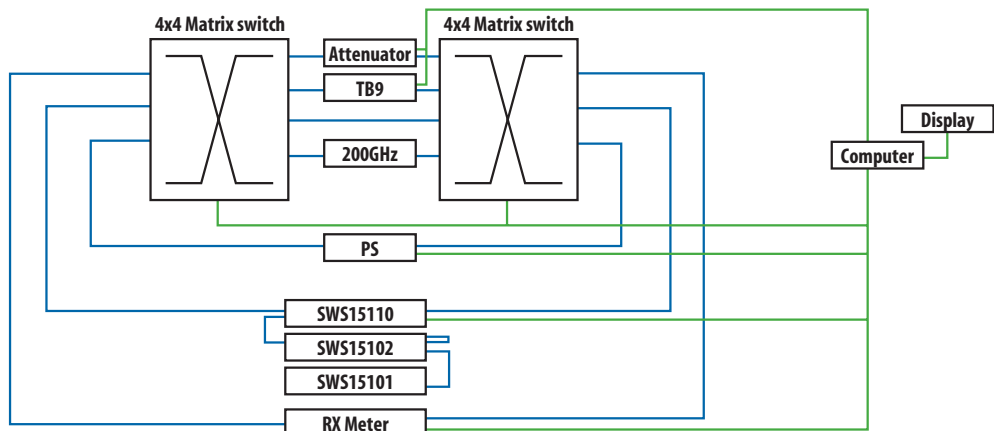 4x4 Matrix switch
4x4 Matrix switch
Attenuator
TB9
200GHz
Display
Computer
PS
SWS15110
SWS15102
SWS15101
RX Meter